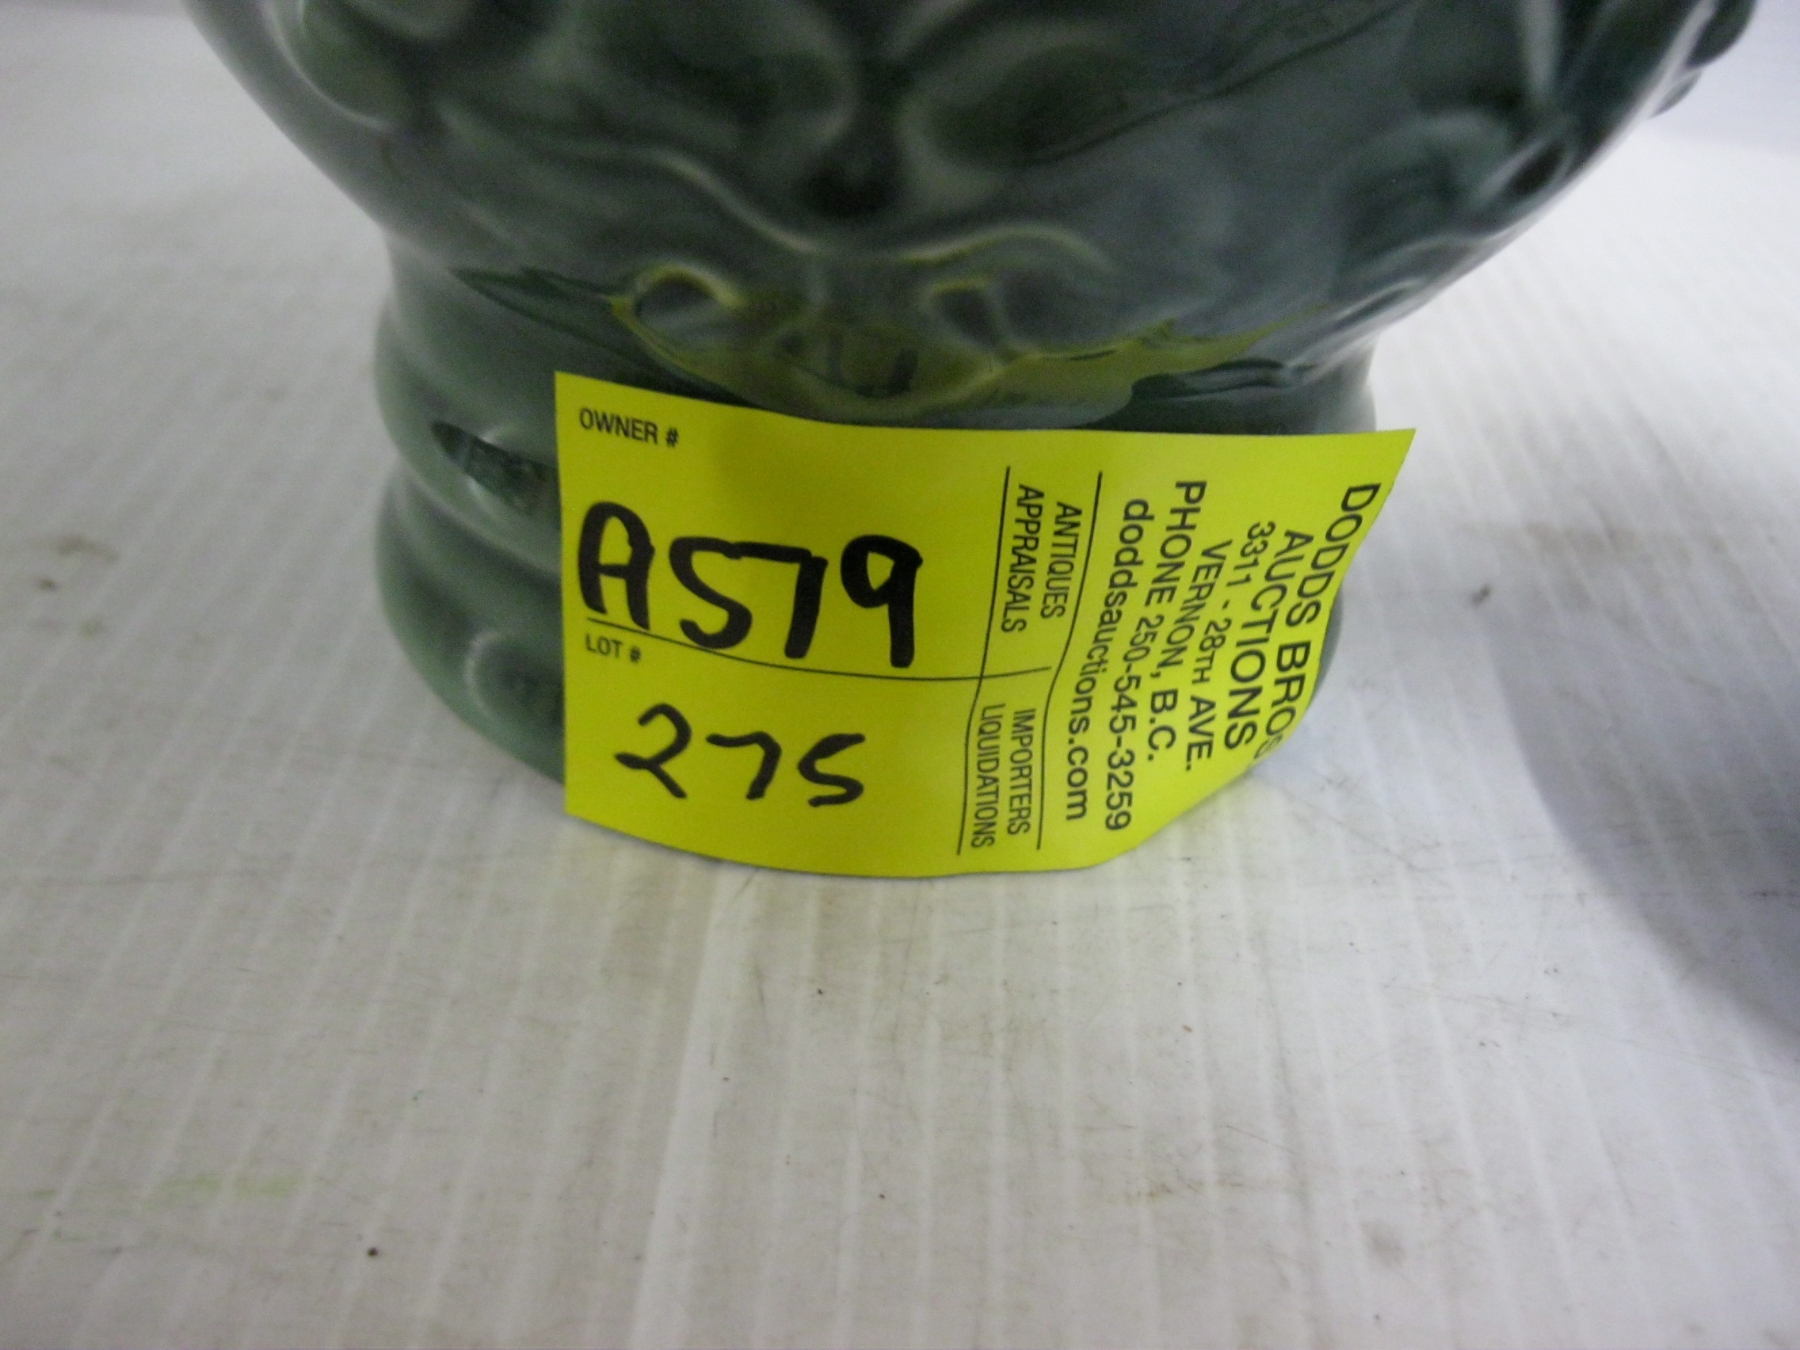 OWNER #
A579
LOT #
275
ANTIQUES
APPRAISALS
IMPORTERS
LIQUIDATIONS
DODDS BROS
AUCTIONS
3311 - 28TH AVE.
VERNON, B.C.
PHONE 250-545-3259
doddsauctions.com